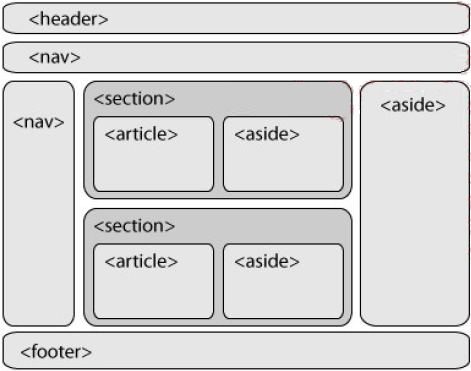 <header>
<nav>
<nav>
<section>
<article>
<aside>
<section>
<article>
<aside>
<aside>
<footer>